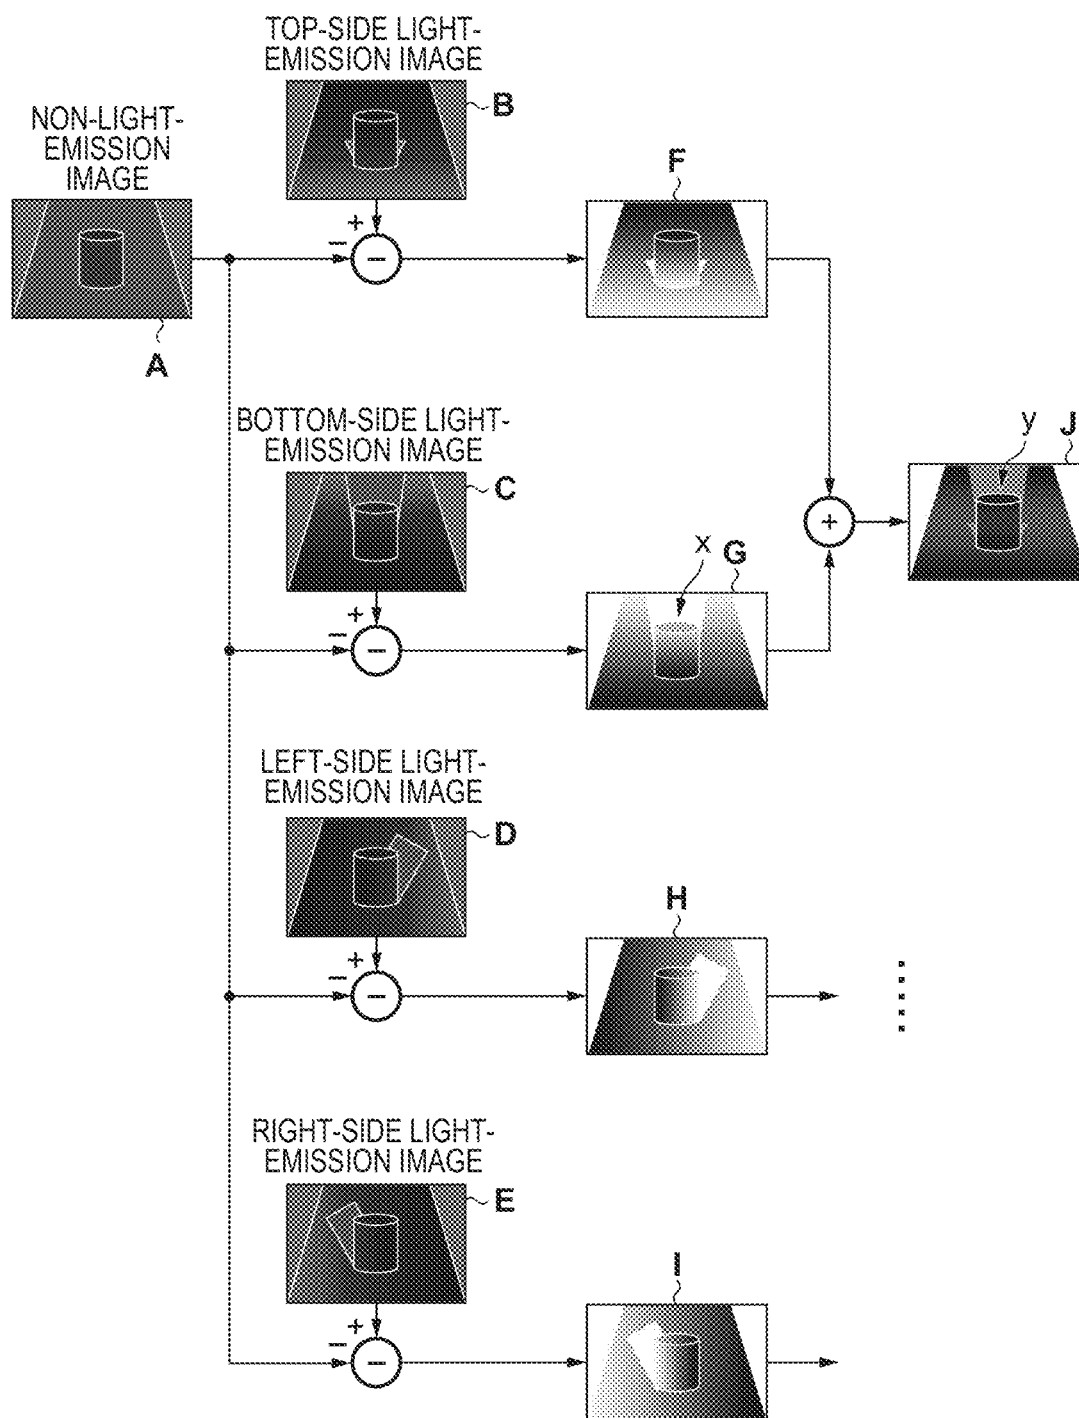 TOP-SIDE LIGHT-
EMISSION IMAGE
B
NON-LIGHT-
EMISSION
IMAGE
F
+
−
−
A
BOTTOM-SIDE LIGHT-
EMISSION IMAGE
C
y
J
+
x
G
+
−
−
LEFT-SIDE LIGHT-
EMISSION IMAGE
D
H
+
−
−
RIGHT-SIDE LIGHT-
EMISSION IMAGE
E
I
+
−
−